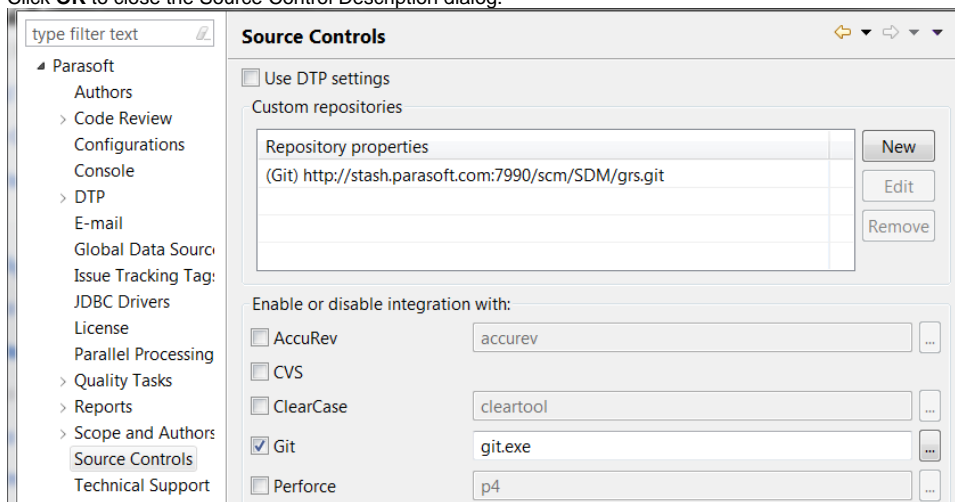 Click OK to close the Source Control Description dialog.
type filter text
Parasoft
Authors
Code Review
Configurations
Console
DTP
E-mail
Global Data Sourc
Issue Tracking Tag
JDBC Drivers
License
Parallel Processing
Quality Tasks
Reports
Scope and Authors
Source Controls
Technical Support
Source Controls
Use DTP settings
Custom repositories
Repository properties
(Git) http://stash.parasoft.com:7990/scm/SDM/grs.git
New
Edit
Remove
Enable or disable integration with:
AccuRev
accurev
...
CVS
ClearCase
cleartool
...
Git
git.exe
...
Perforce
p4
...